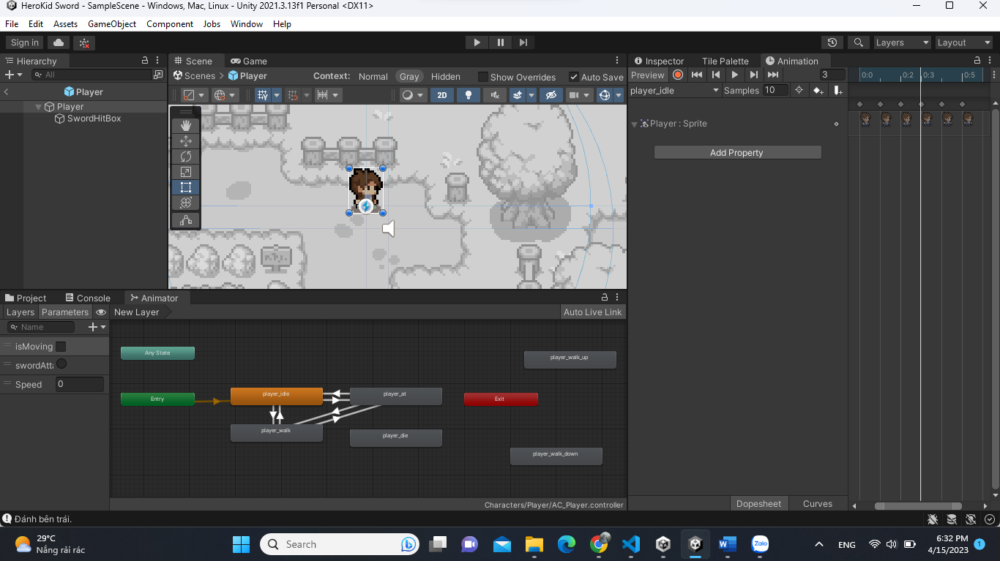 HeroKid Sword - SampleScene - Windows, Mac, Linux - Unity 2021.3.13f1 Personal <DX11>
File Edit Assets GameObject Component Jobs Window Help
Sign in Layers Layout
Hierarchy Scene Game Inspector Tile Palette Animation
All Scenes Player Context: Normal Gray Hidden Show Overrides Auto Save Preview 3 0:0 0:2 0:3 0:5
Player 2D player_idle Samples 10
Player
SwordHitBox
Player : Sprite
Add Property
Project Console Animator
Layers Parameters New Layer Auto Live Link
Name
isMoving
swordAtta
Speed 0
Any State
player_walk_up
Entry player_idle player_at Exit
player_walk player_die
player_walk_down
Characters/Player/AC_Player.controller
Dopesheet Curves
Đánh bên trái.
29°C
Nắng rải rác
Search
Zalo
ENG
6:32 PM
4/15/2023
1